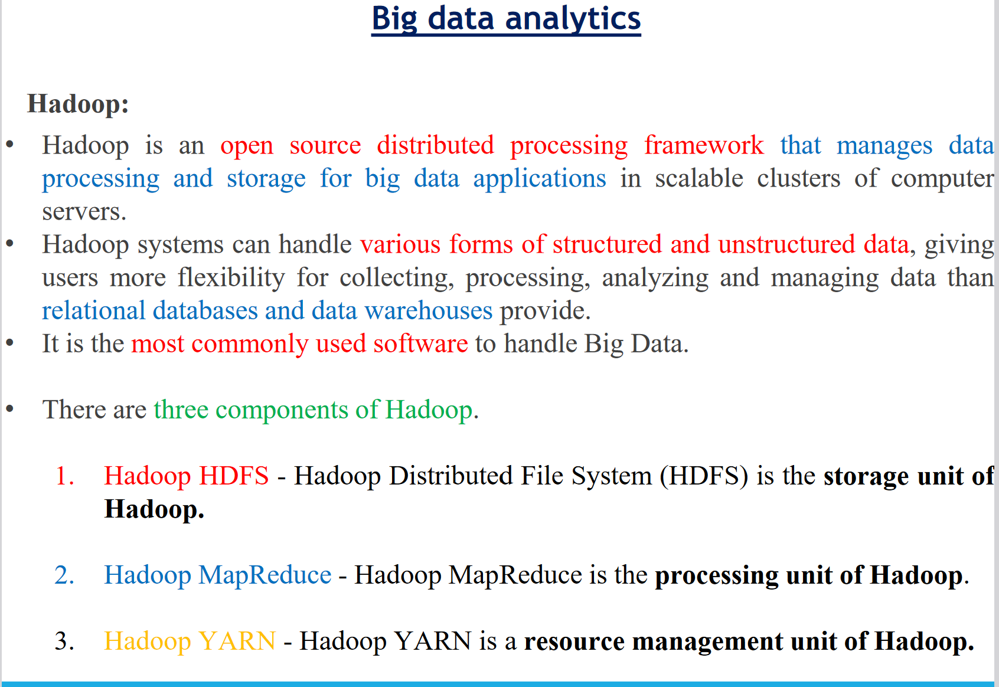 Big data analytics
Hadoop:
• Hadoop is an open source distributed processing framework that manages data
processing and storage for big data applications in scalable clusters of computer
servers.
• Hadoop systems can handle various forms of structured and unstructured data, giving
users more flexibility for collecting, processing, analyzing and managing data than
relational databases and data warehouses provide.
• It is the most commonly used software to handle Big Data.
• There are three components of Hadoop.
1. Hadoop HDFS - Hadoop Distributed File System (HDFS) is the storage unit of
Hadoop.
2. Hadoop MapReduce - Hadoop MapReduce is the processing unit of Hadoop.
3. Hadoop YARN - Hadoop YARN is a resource management unit of Hadoop.